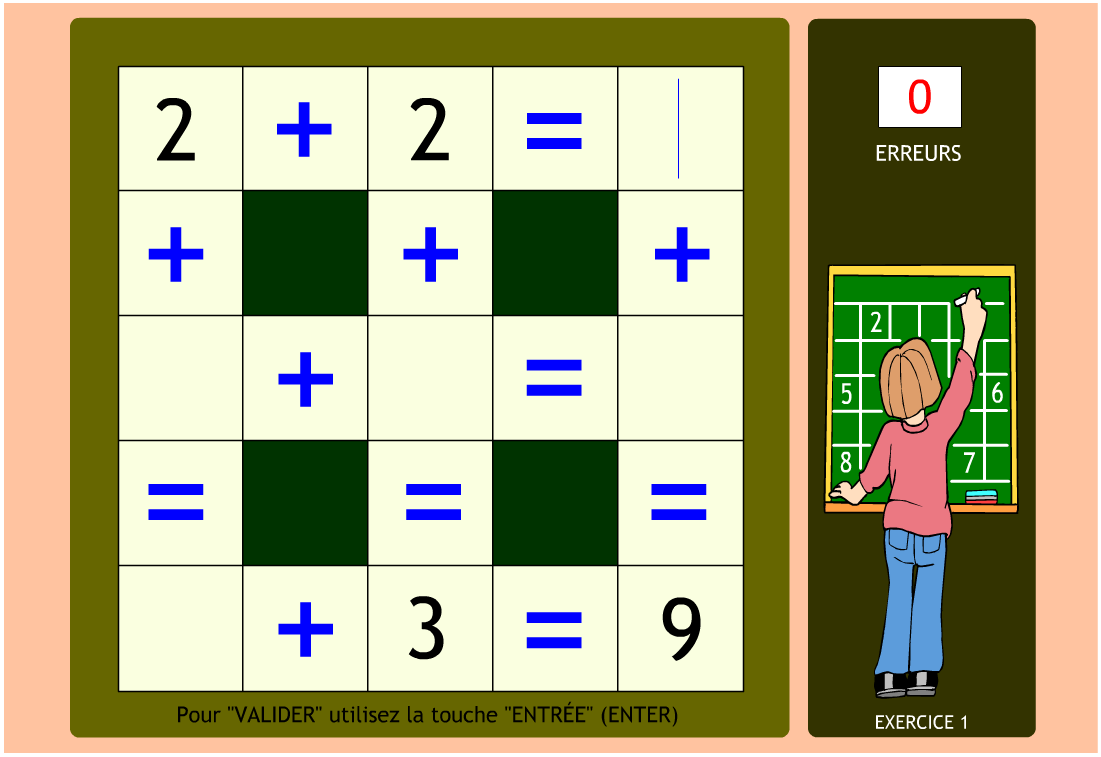 2 + 2 =
+ + +
+ =
= = =
+ 3 = 9
Pour "VALIDER" utilisez la touche "ENTRÉE" (ENTER)
0
ERREURS
2
5 6
8 7
EXERCICE 1